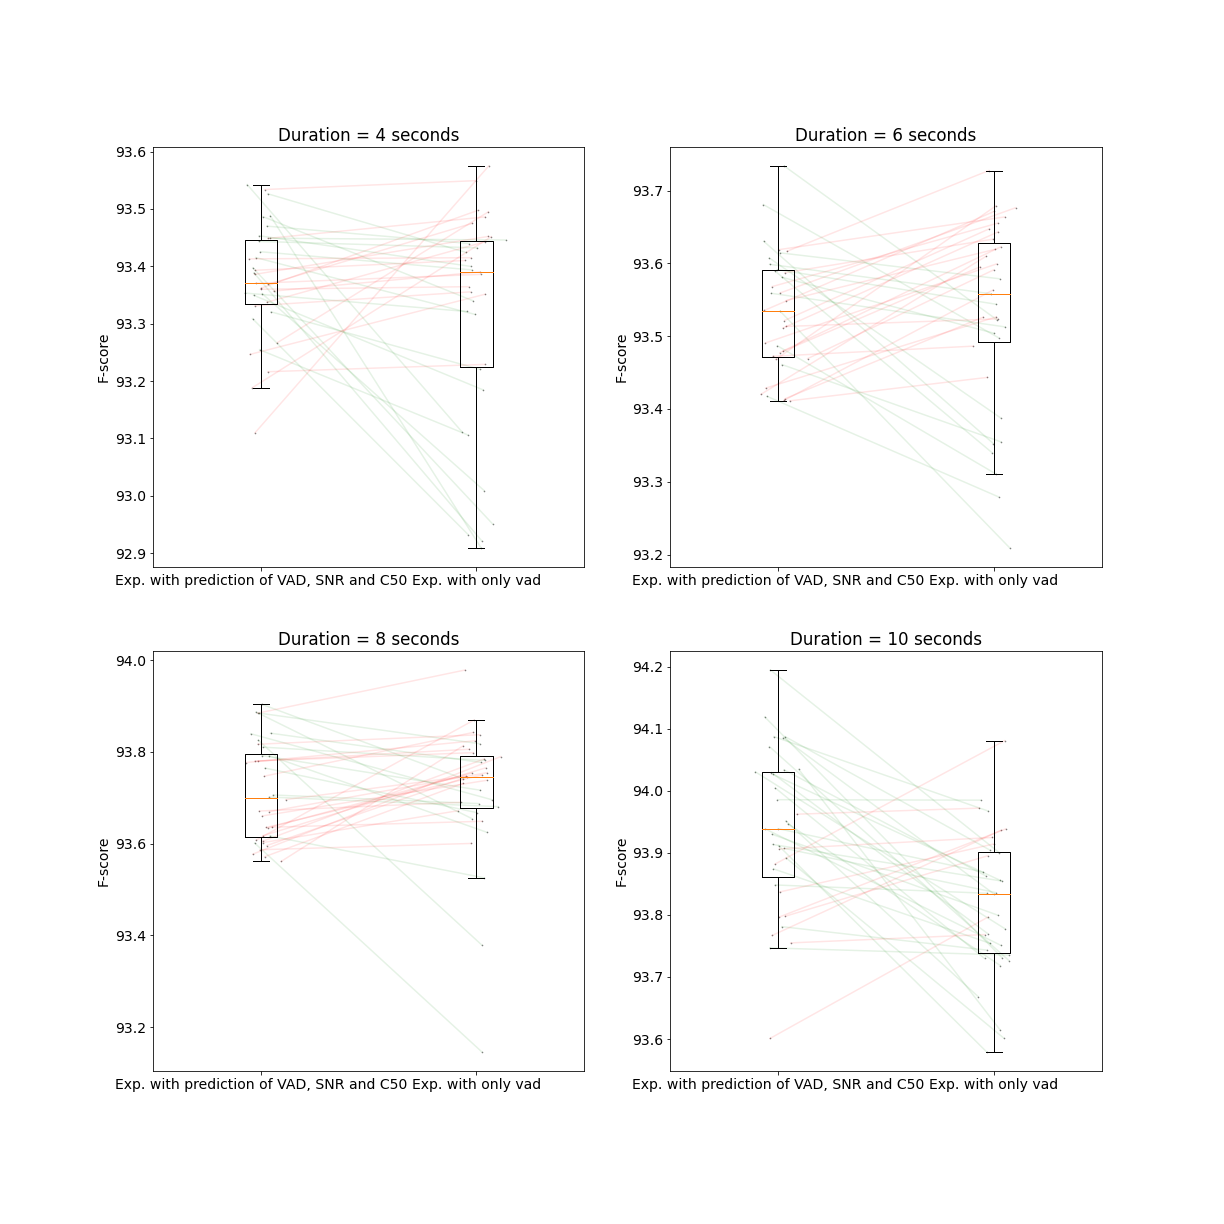 Duration = 4 seconds
F-score
93.6
93.5
93.4
93.3
93.2
93.1
93.0
92.9
Exp. with prediction of VAD, SNR and C50 Exp. with only vad
Duration = 6 seconds
F-score
93.7
93.6
93.5
93.4
93.3
93.2
Exp. with prediction of VAD, SNR and C50 Exp. with only vad
Duration = 8 seconds
F-score
94.0
93.8
93.6
93.4
93.2
Exp. with prediction of VAD, SNR and C50 Exp. with only vad
Duration = 10 seconds
F-score
94.2
94.1
94.0
93.9
93.8
93.7
93.6
Exp. with prediction of VAD, SNR and C50 Exp. with only vad